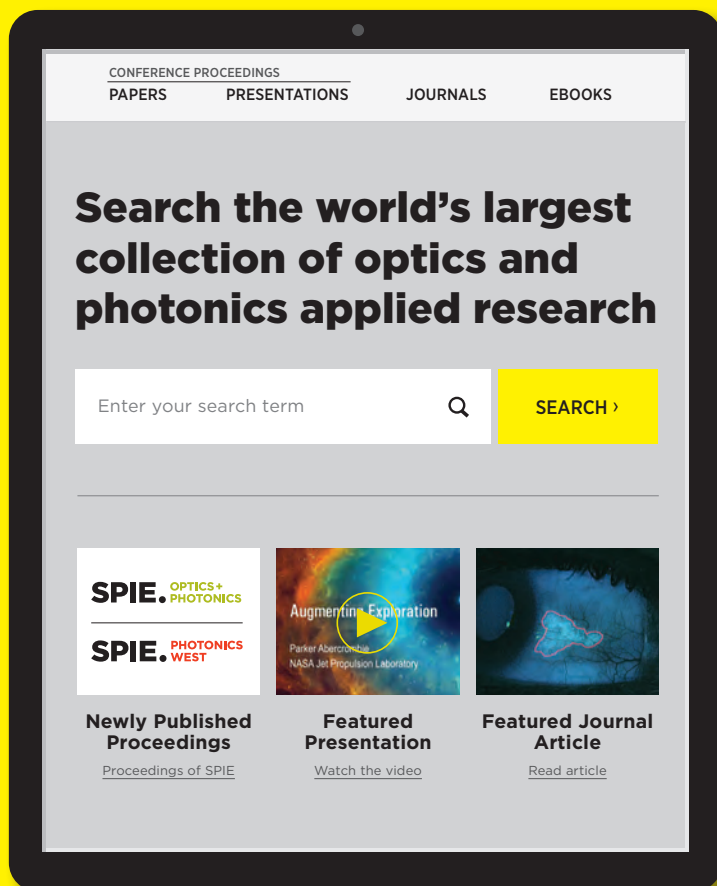 CONFERENCE PROCEEDINGS
PAPERS PRESENTATIONS JOURNALS EBOOKS
Search the world’s largest
collection of optics and
photonics applied research
Enter your search term
SEARCH ›
SPIE. OPTICS+
PHOTONICS
SPIE. PHOTONICS
WEST
Augmenting Exploration
Parker Abercrombie
NASA Jet Propulsion Laboratory
Newly Published
Proceedings
Proceedings of SPIE
Featured
Presentation
Watch the video
Featured Journal
Article
Read article